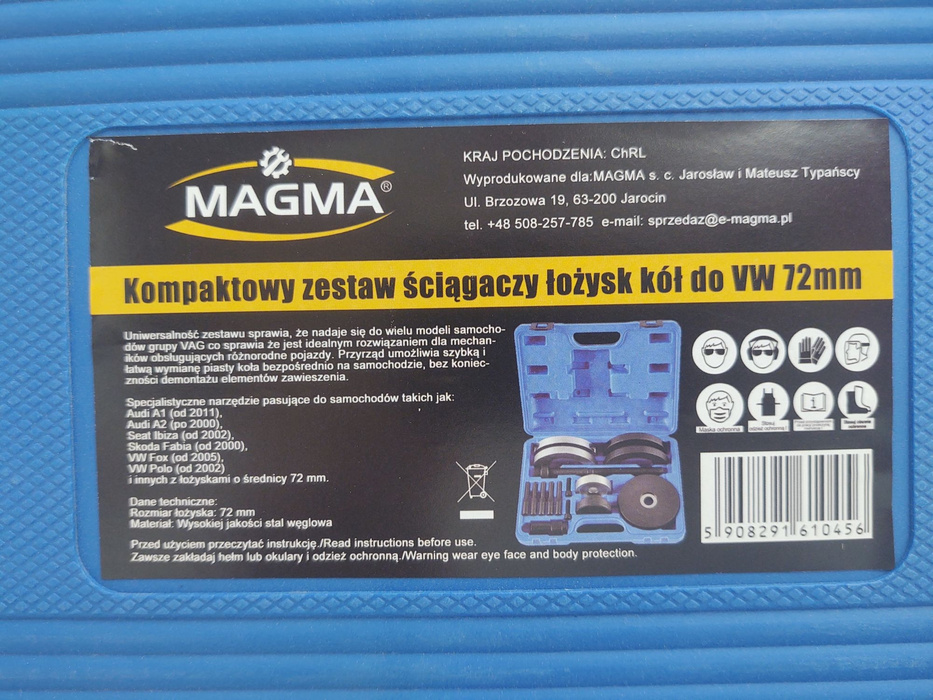 MAGMA®
KRAJ POCHODZENIA: ChRL
Wyprodukowane dla:MAGMA s. c. Jarosław i Mateusz Typańscy
Ul. Brzozowa 19, 63-200 Jarocin
tel. +48 508-257-785 e-mail: sprzedaz@e-magma.pl
Kompaktowy zestaw ściągaczy łożysk kół do VW 72mm
Uniwersalność zestawu sprawia, że nadaje się do wielu modeli samocho-
dów grupy VAG co sprawia że jest idealnym rozwiązaniem dla mechan-
ików obsługujących różnorodne pojazdy. Przyrząd umożliwia szybką i
łatwą wymianę piasty koła bezpośrednio na samochodzie, bez koniec-
zności demontażu elementów zawieszenia.
Specjalistyczne narzędzie pasujące do samochodów takich jak:
Audi A1 (od 2011),
Audi A2 (po 2000),
Seat Ibiza (od 2002),
Skoda Fabia (od 2000),
VW Fox (od 2005),
VW Polo (od 2002)
i innych z łożyskami o średnicy 72 mm.
Dane techniczne:
Rozmiar łożyska: 72 mm
Materiał: Wysokiej jakości stal węglowa
Przed użyciem przeczytać instrukcję./Read instructions before use.
Zawsze zakładaj hełm lub okulary i odzież ochronną./Warning wear eye face and body protection.
Maska ochronna
5 908291 610456